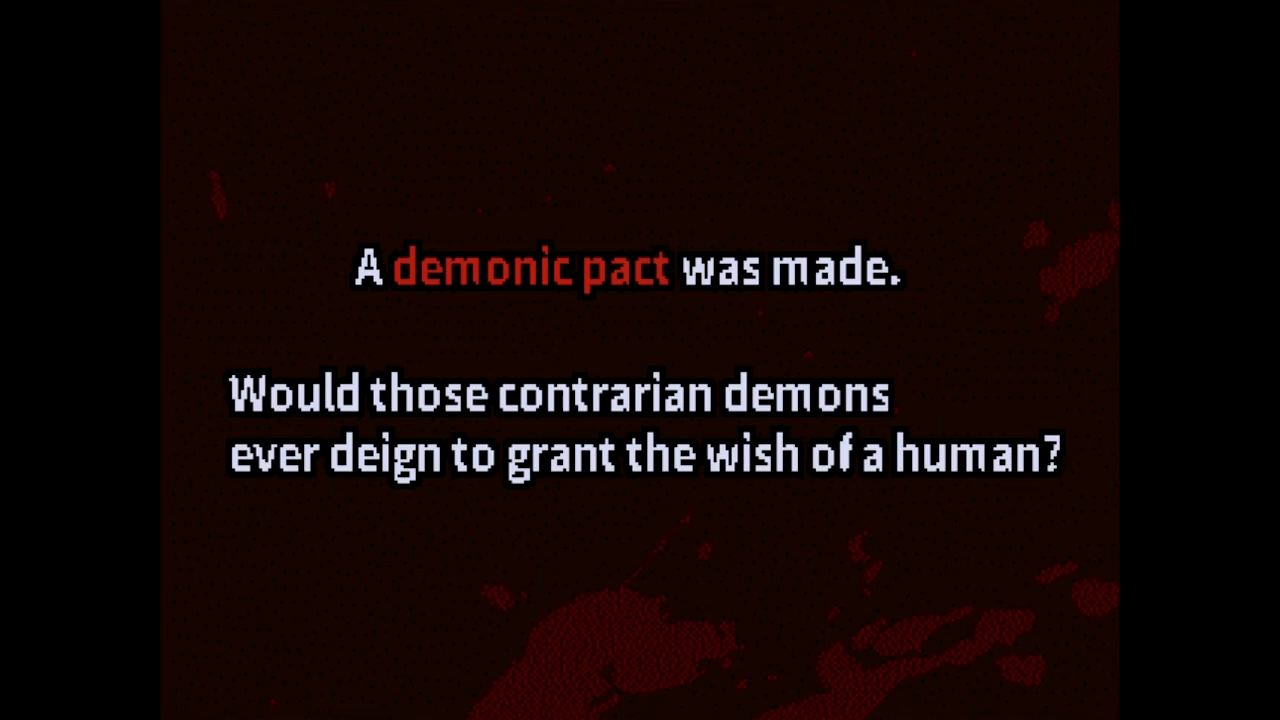 A demonic pact was made.
Would those contrarian demons
ever deign to grant the wish of a human?